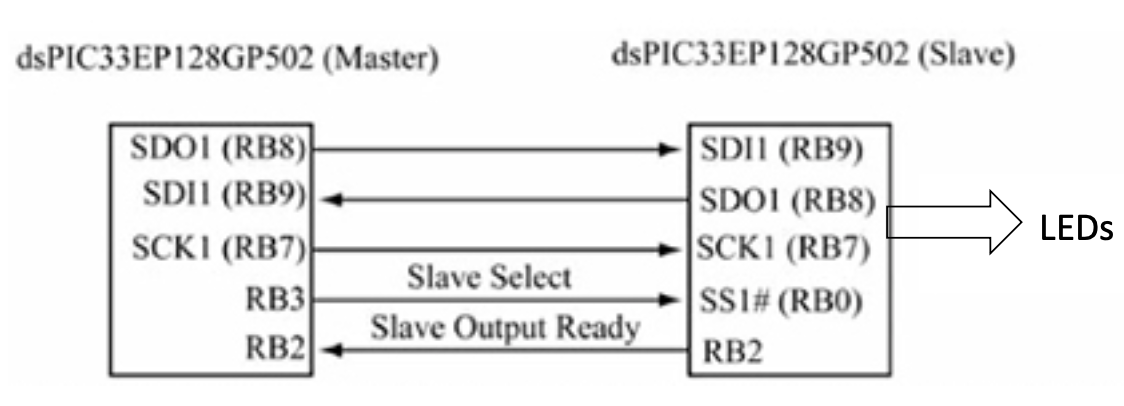 dsPIC33EP128GP502 (Master)
dsPIC33EP128GP502 (Slave)
SDO1 (RB8)
SDI1 (RB9)
SCK1 (RB7)
RB3
RB2
Slave Select
Slave Output Ready
SDI1 (RB9)
SDO1 (RB8)
SCK1 (RB7)
SS1# (RB0)
RB2
LEDs